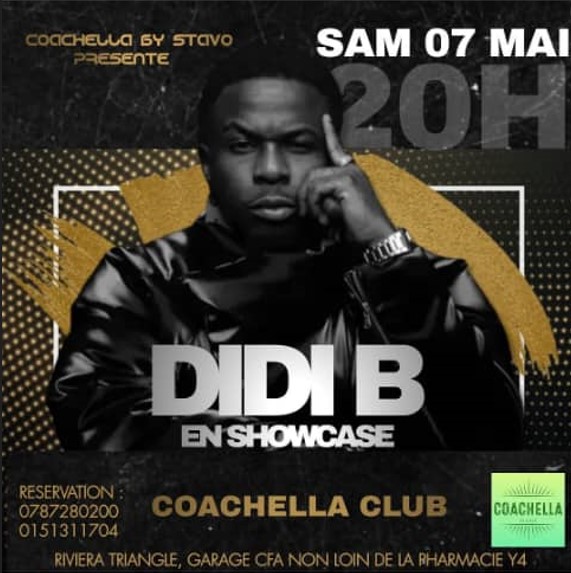 COACHELLA BY STAVO
PRESENTE
SAM 07 MAI
20H
DIDI B
EN SHOWCASE
RESERVATION :
0787280200
0151311704
COACHELLA CLUB
COACHELLA
RIVIERA TRIANGLE, GARAGE CFA NON LOIN DE LA PHARMACIE Y4